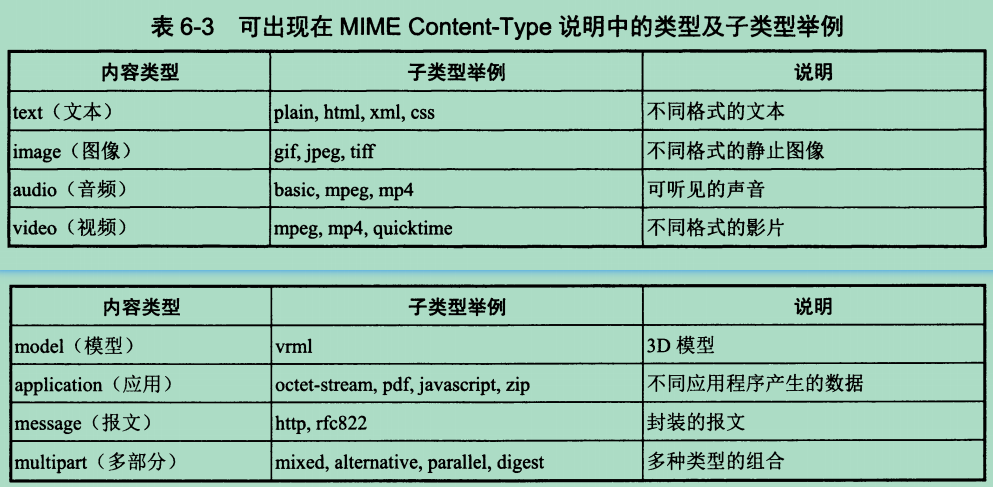 表 6-3 可出现在 MIME Content-Type 说明中的类型及子类型举例
内容类型 子类型举例 说明
text（文本） plain, html, xml, css 不同格式的文本
image（图像） gif, jpeg, tiff 不同格式的静止图像
audio（音频） basic, mpeg, mp4 可听见的声音
video（视频） mpeg, mp4, quicktime 不同格式的影片
内容类型 子类型举例 说明
model（模型） vrml 3D 模型
application（应用） octet-stream, pdf, javascript, zip 不同应用程序产生的数据
message（报文） http, rfc822 封装的报文
multipart（多部分） mixed, alternative, parallel, digest 多种类型的组合